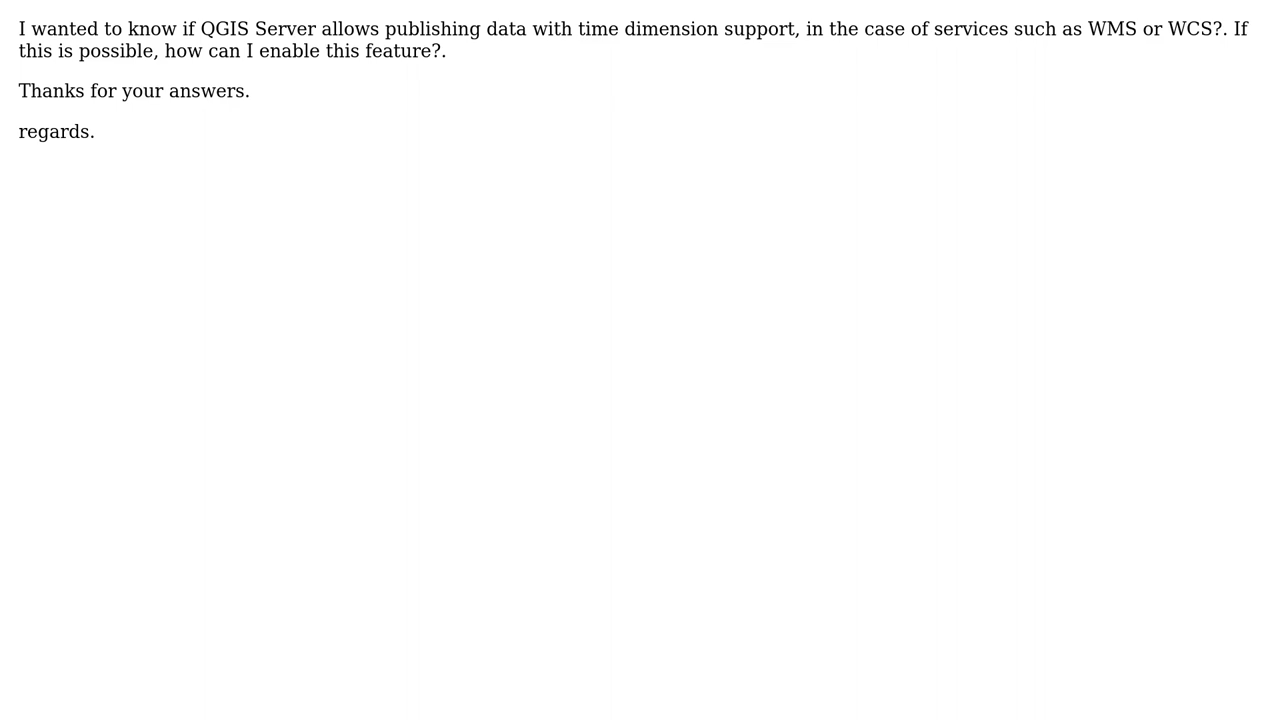 I wanted to know if QGIS Server allows publishing data with time dimension support, in the case of services such as WMS or WCS?. If
this is possible, how can I enable this feature?.
Thanks for your answers.
regards.